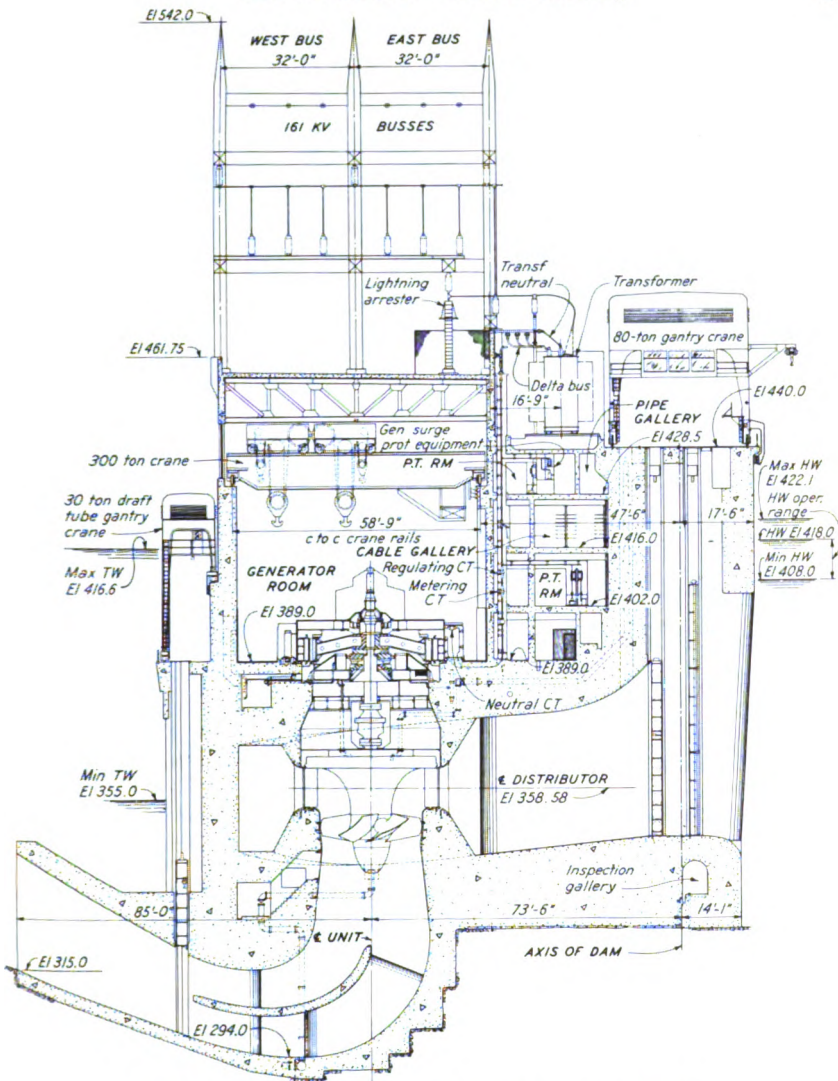 El 542.0
WEST BUS
32'-0"
EAST BUS
32'-0"
161 KV BUSSES
Lightning
arrester
Transf
neutral
Transformer
80-ton gantry crane
El 461.75
Delta bus
16'-9"
El 440.0
PIPE
GALLERY
El 428.5
Gen surge
prot equipment
P.T. RM
300 ton crane
Max HW
El 422.1
HW oper.
range
HW El 418.0
Min HW
El 408.0
30 ton draft
tube gantry
crane
58'-9"
c to c crane rails
47'-6"
17'-6"
El 416.0
CABLE GALLERY
Regulating CT
Metering
CT
P.T.
RM
El 402.0
Max TW
El 416.6
GENERATOR
ROOM
El 389.0
El 389.0
Neutral CT
Min TW
El 355.0
℄ DISTRIBUTOR
El 358.58
Inspection
gallery
85'-0"
73'-6"
14'-1"
℄ UNIT
AXIS OF DAM
El 315.0
El 294.0